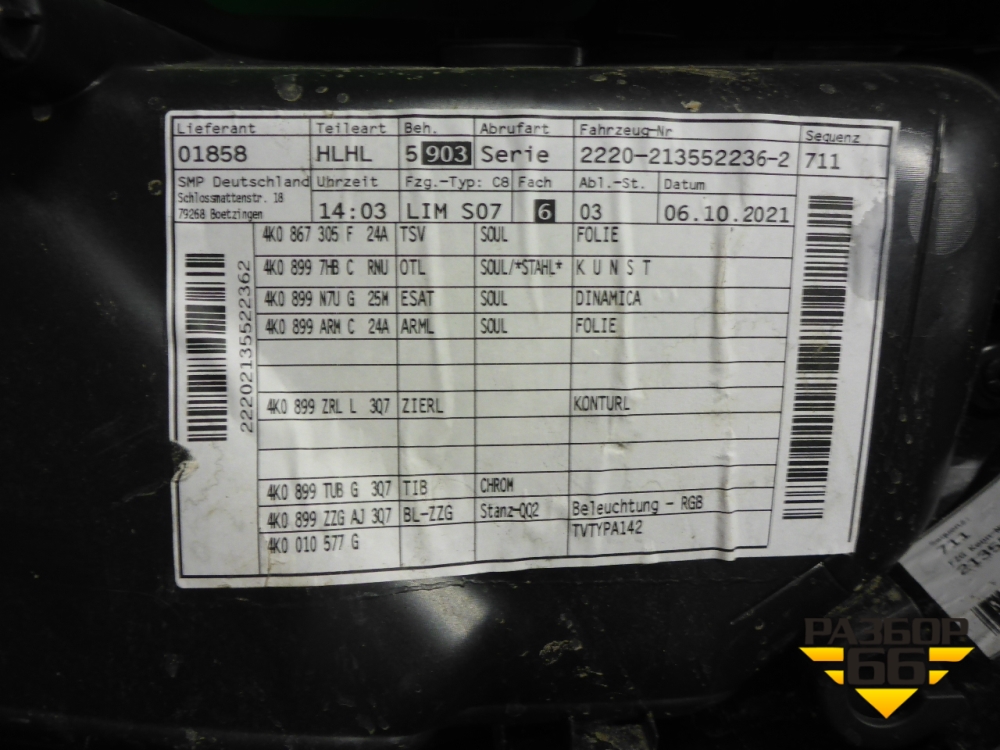 Lieferant Teileart Beh. Abrufart Fahrzeug-Nr Sequenz
01858 HLHL 5 903 Serie 2220-213552236-2 711
SMP Deutschland Uhrzeit Fzg.-Typ: C8 Fach Abl.-St. Datum
Schlossmattenstr. 18
79268 Boetzingen 14:03 LIM S07 6 03 06.10.2021
4K0 867 305 F 24A TSV SOUL FOLIE
4K0 899 7HB C RNU OTL SOUL/*STAHL* K U N S T
4K0 899 N7U G 25M ESAT SOUL DINAMICA
4K0 899 ARM C 24A ARML SOUL FOLIE
4K0 899 ZRL L 3Q7 ZIERL KONTURL
4K0 899 TUB G 3Q7 TIB CHROM
4K0 899 ZZG AJ 3Q7 BL-ZZG Stanz-QQ2 Beleuchtung - RGB
4K0 010 577 G TVTYPA142
22202135522362
Sequenz
711
РАЗБОР
66